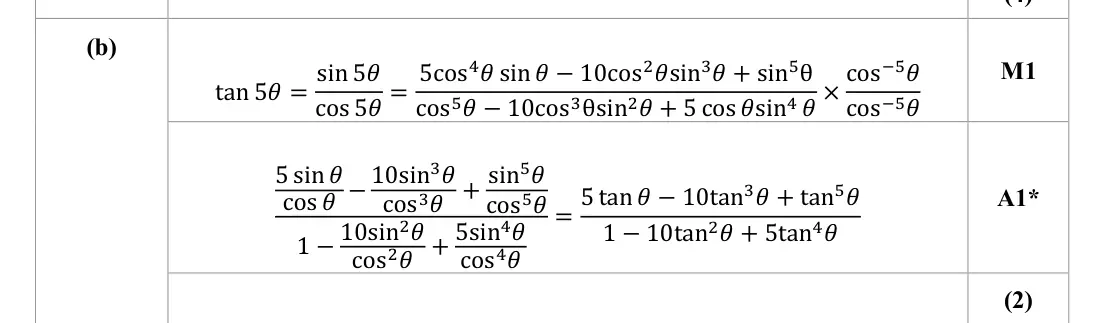 (b)
tan 5θ = sin 5θ / cos 5θ = (5cos⁴θ sin θ − 10cos²θsin³θ + sin⁵θ) / (cos⁵θ − 10cos³θsin²θ + 5 cos θsin⁴ θ) × cos⁻⁵θ / cos⁻⁵θ M1
(5 sin θ / cos θ − 10sin³θ / cos³θ + sin⁵θ / cos⁵θ) / (1 − 10sin²θ / cos²θ + 5sin⁴θ / cos⁴θ) = (5 tan θ − 10tan³θ + tan⁵θ) / (1 − 10tan²θ + 5tan⁴θ) A1*
(2)